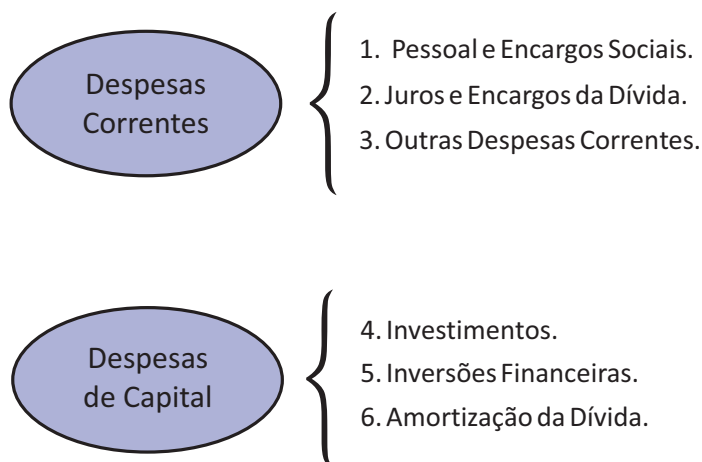 Despesas
Correntes
1. Pessoal e Encargos Sociais.
2. Juros e Encargos da Dívida.
3. Outras Despesas Correntes.
Despesas
de Capital
4. Investimentos.
5. Inversões Financeiras.
6. Amortização da Dívida.